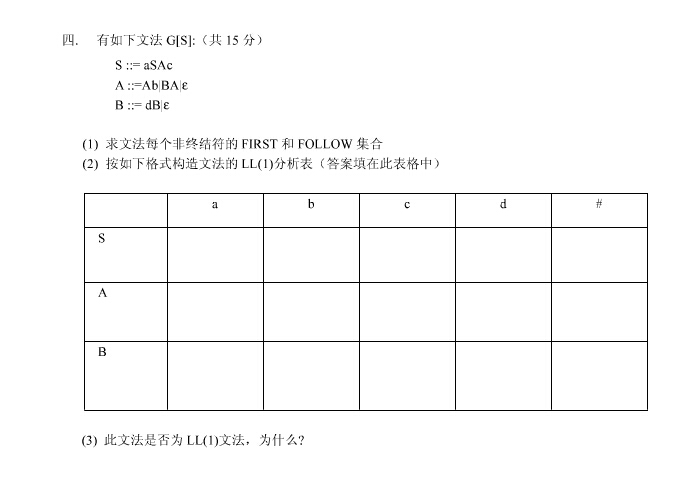 四. 有如下文法 G[S]:（共 15 分）
S ::= aSAc
A ::=Ab|BA|ε
B ::= dB|ε
(1) 求文法每个非终结符的 FIRST 和 FOLLOW 集合
(2) 按如下格式构造文法的 LL(1)分析表（答案填在此表格中）
a b c d #
S
A
B
(3) 此文法是否为 LL(1)文法，为什么?